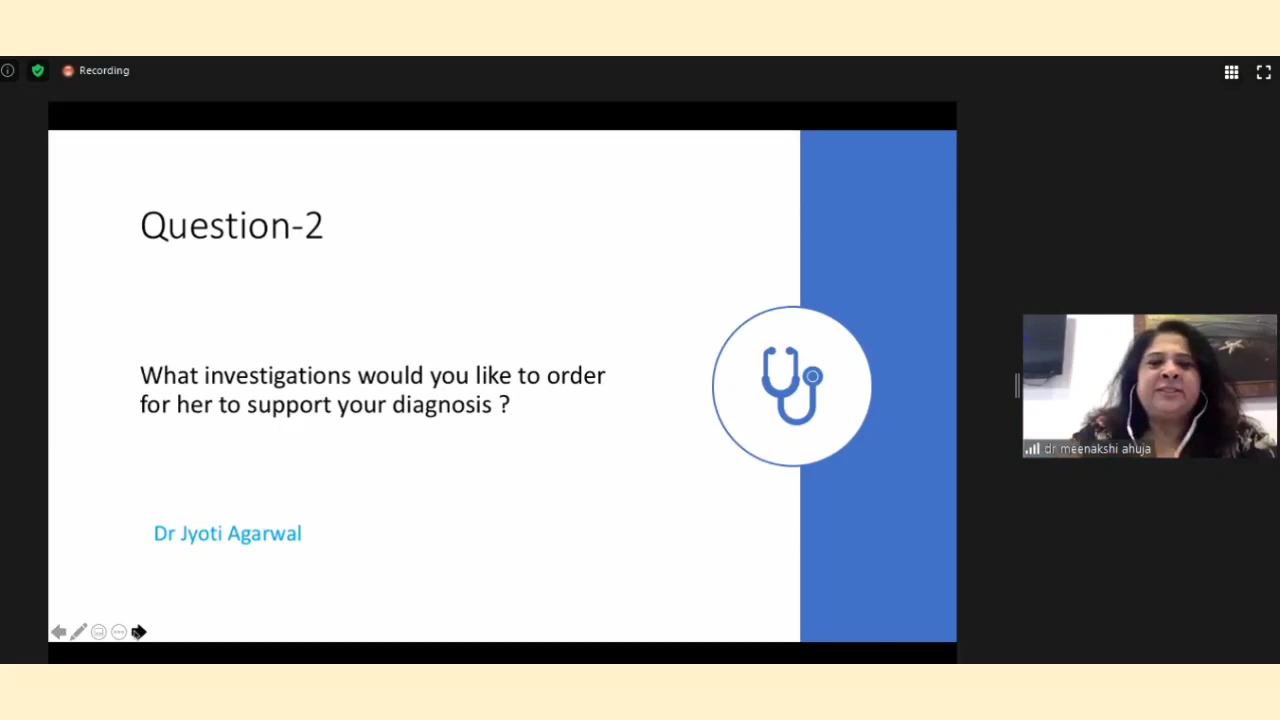 Recording
Question-2
What investigations would you like to order
for her to support your diagnosis ?
Dr Jyoti Agarwal
dr meenakshi ahuja